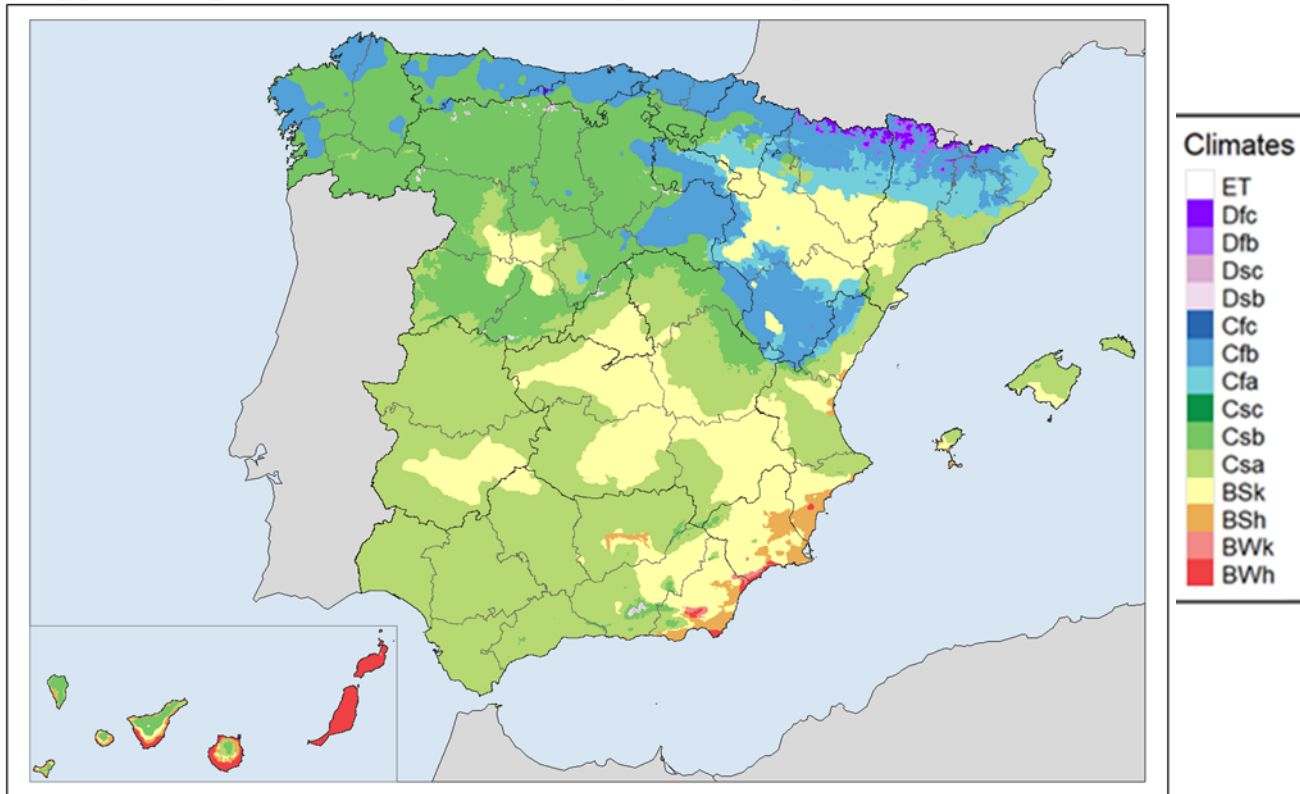 Climates
ET
Dfc
Dfb
Dsc
Dsb
Cfc
Cfb
Cfa
Csc
Csb
Csa
BSk
BSh
BWk
BWh